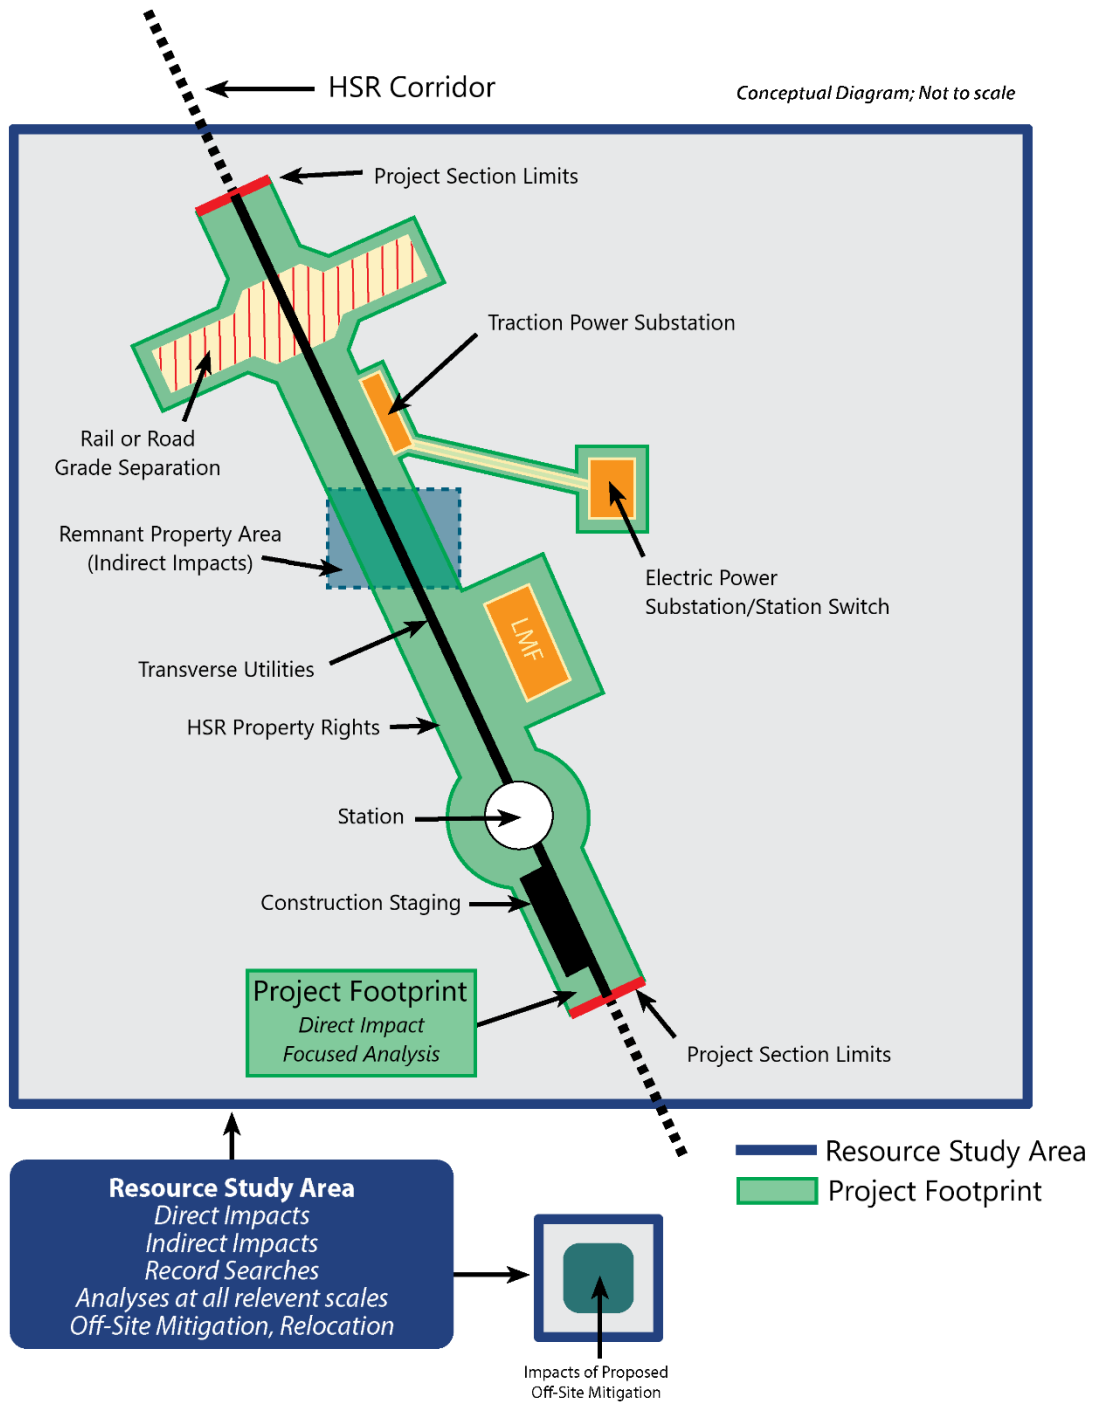 HSR Corridor
Conceptual Diagram; Not to scale
Project Section Limits
Traction Power Substation
Rail or Road
Grade Separation
Remnant Property Area
(Indirect Impacts)
Electric Power
Substation/Station Switch
LMF
Transverse Utilities
HSR Property Rights
Station
Construction Staging
Project Footprint
Direct Impact
Focused Analysis
Project Section Limits
Resource Study Area
Project Footprint
Resource Study Area
Direct Impacts
Indirect Impacts
Record Searches
Analyses at all relevent scales
Off-Site Mitigation, Relocation
Impacts of Proposed
Off-Site Mitigation